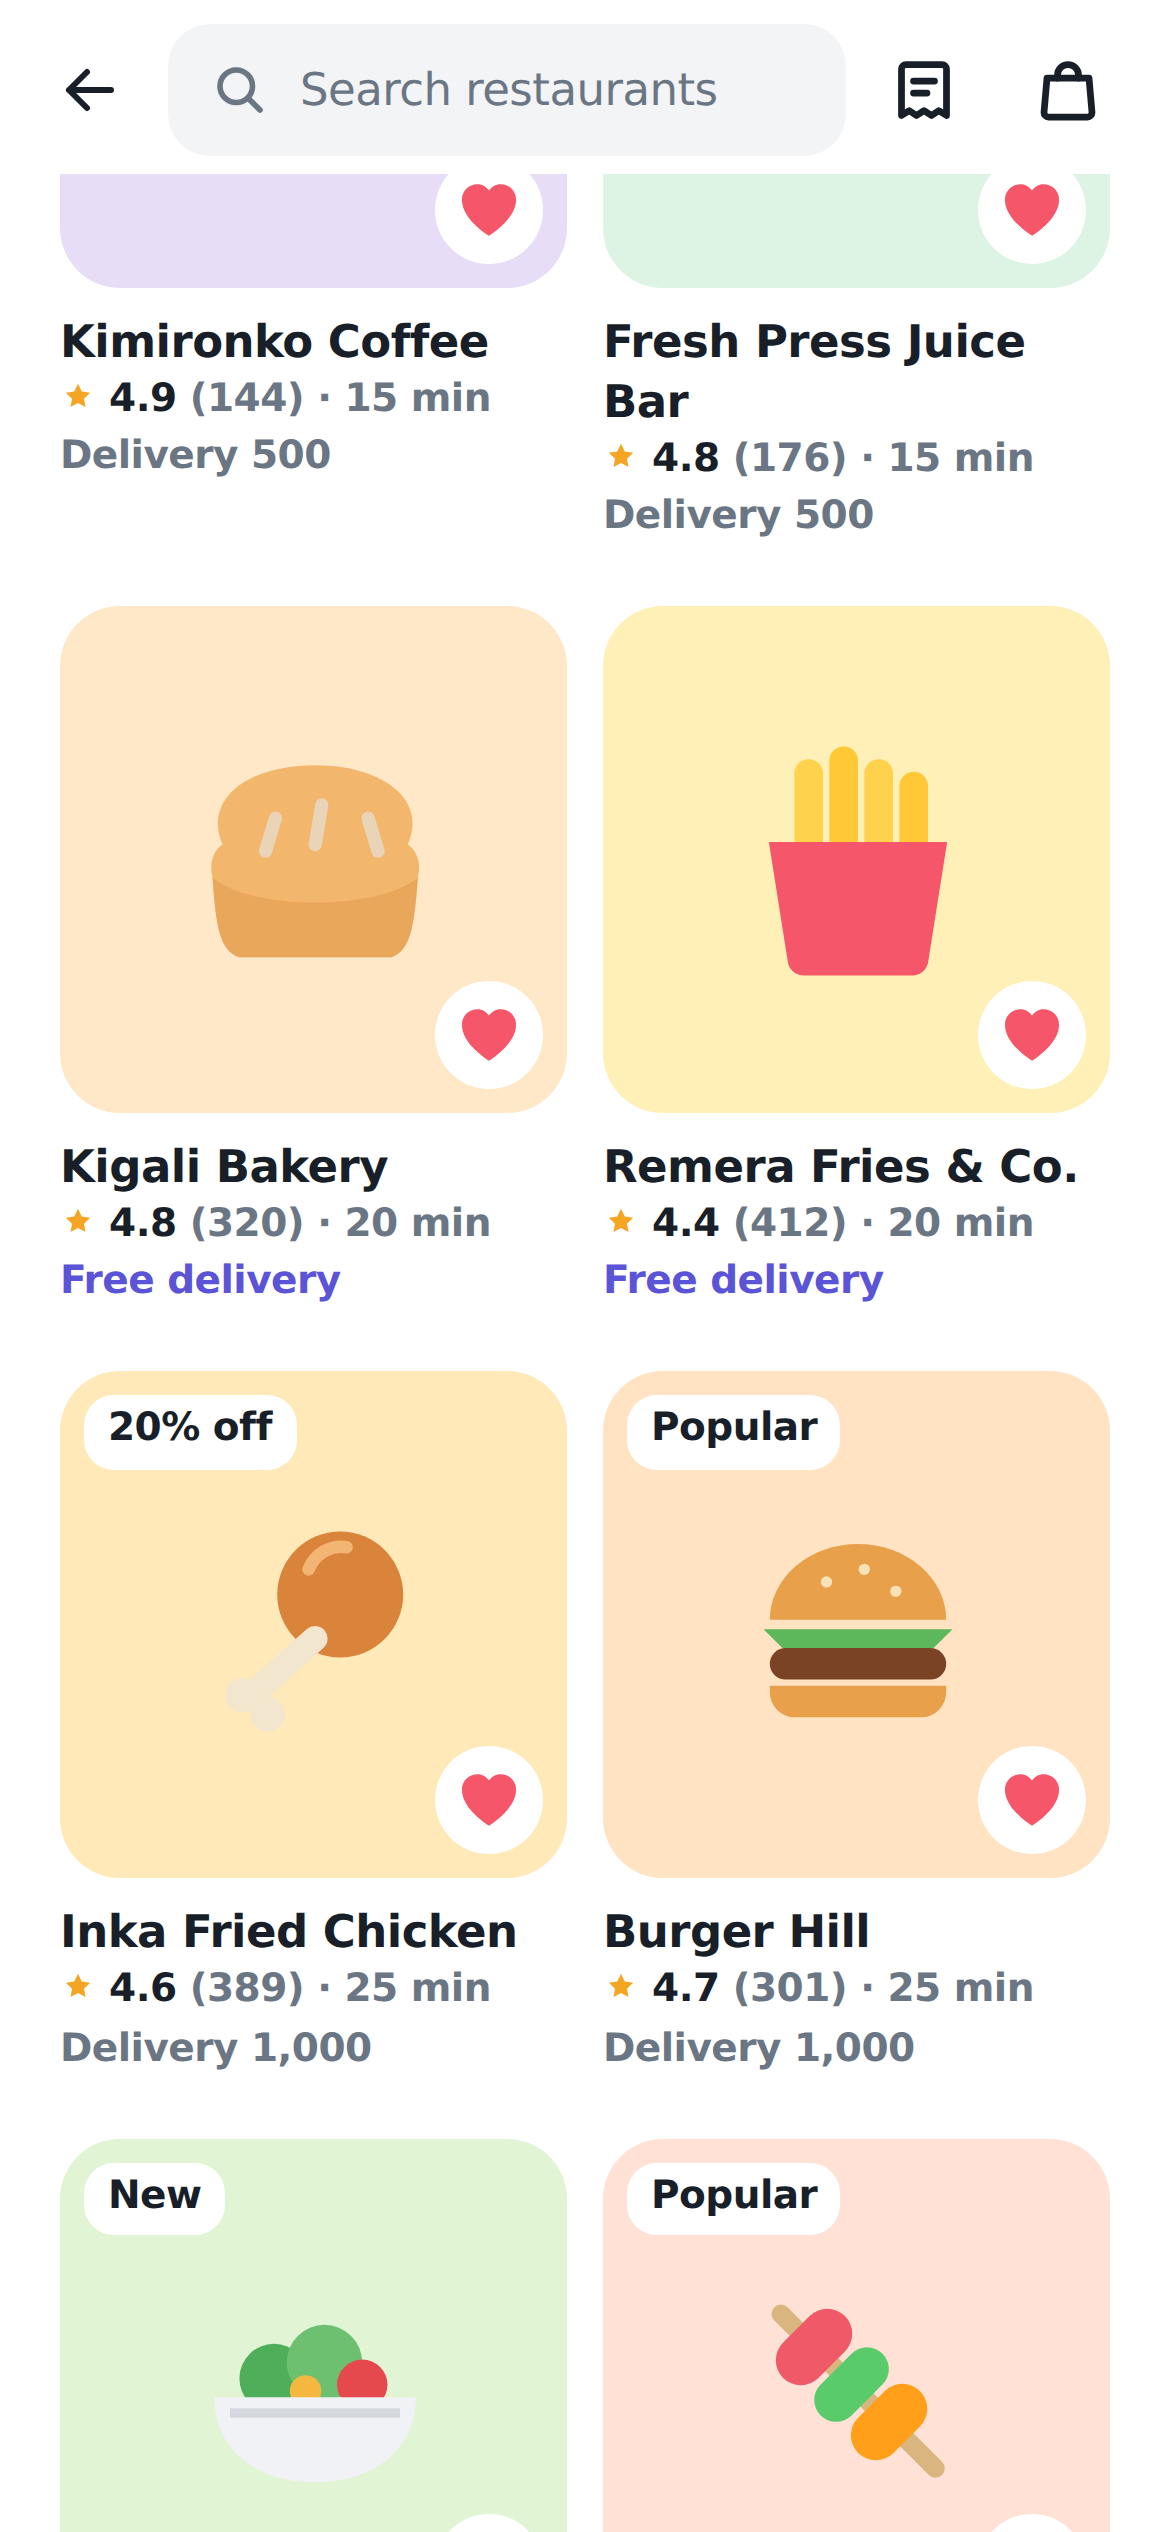 Search restaurants
Kimironko Coffee
4.9 (144) · 15 min
Delivery 500
Fresh Press Juice
Bar
4.8 (176) · 15 min
Delivery 500
Kigali Bakery
4.8 (320) · 20 min
Free delivery
Remera Fries & Co.
4.4 (412) · 20 min
Free delivery
20% off
Inka Fried Chicken
4.6 (389) · 25 min
Delivery 1,000
Popular
Burger Hill
4.7 (301) · 25 min
Delivery 1,000
New
Popular